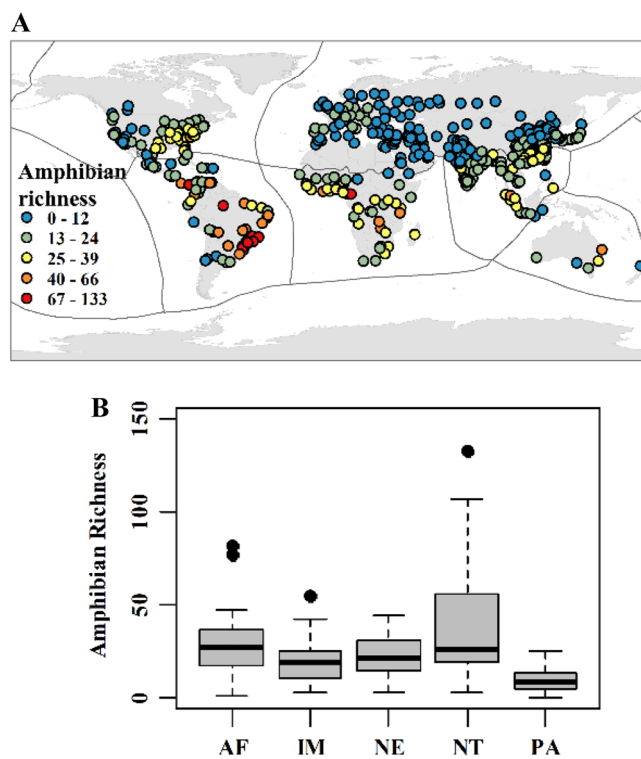 A
Amphibian
richness
0 - 12
13 - 24
25 - 39
40 - 66
67 - 133
B
Amphibian Richness
150
100
50
0
AF
IM
NE
NT
PA